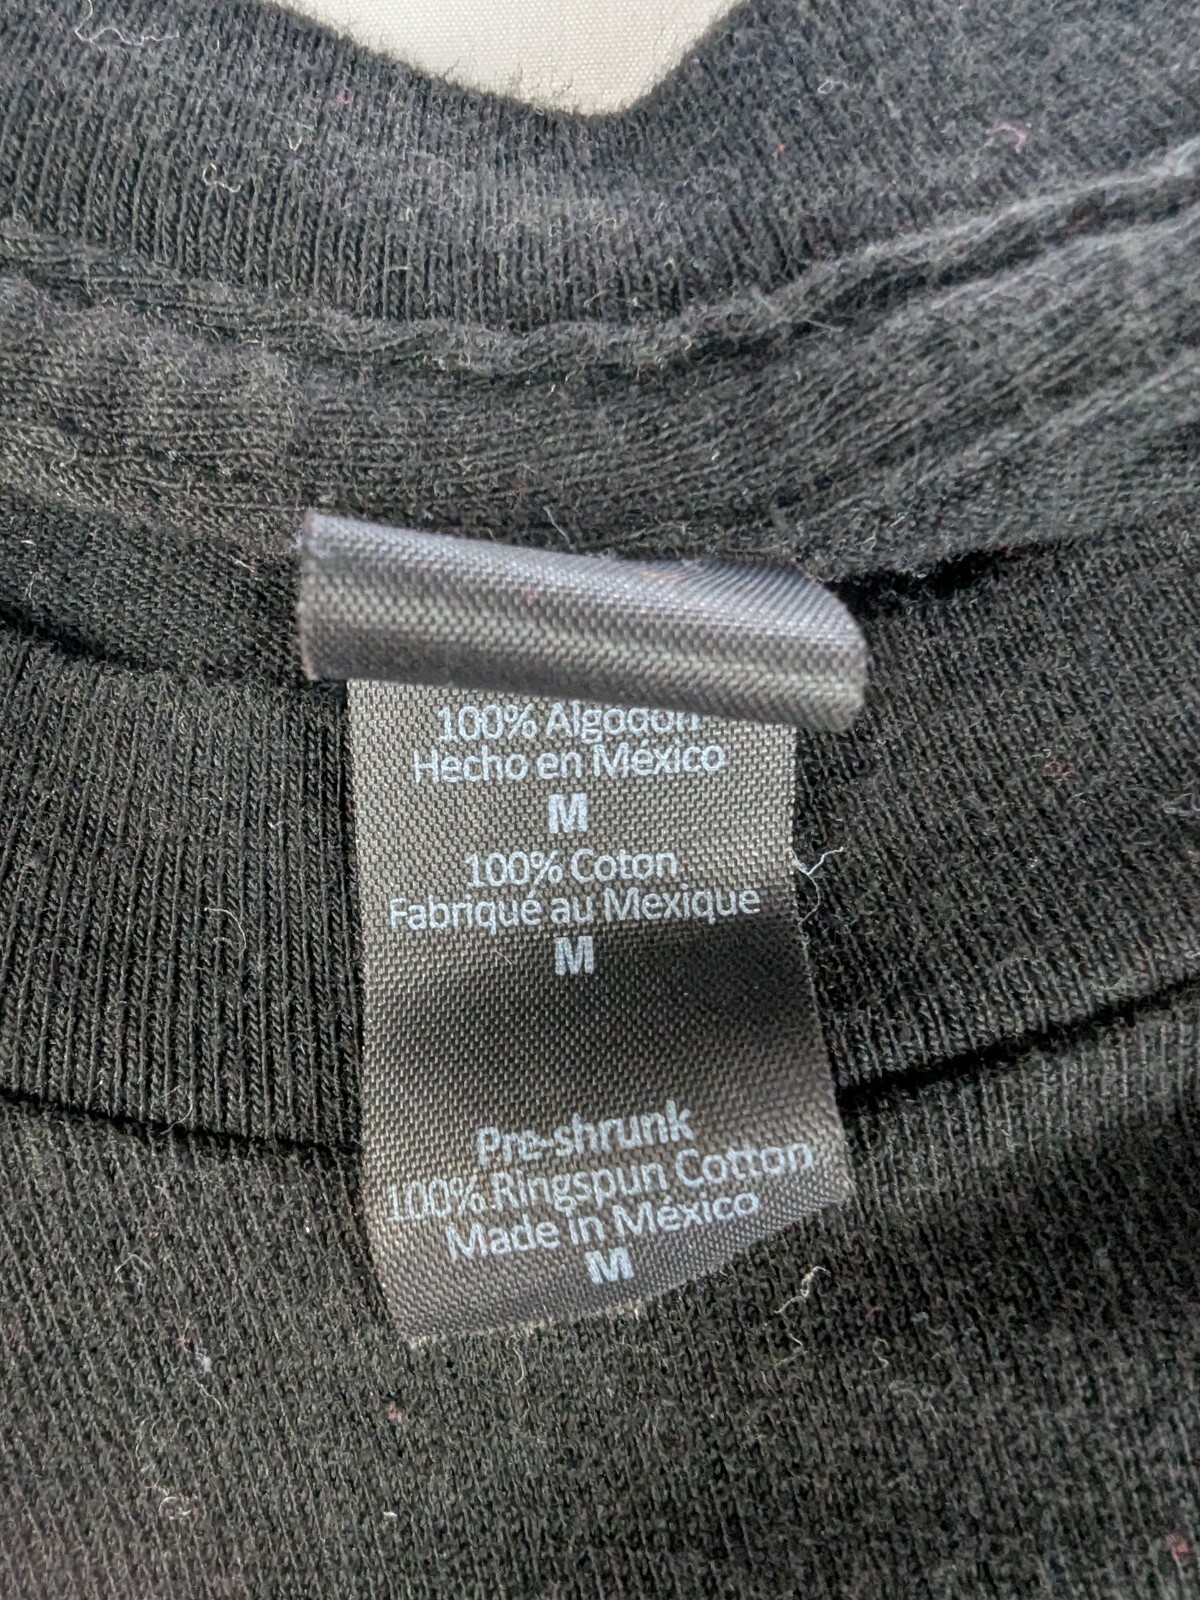 100% Algodón
Hecho en México
M
100% Coton
Fabriqué au Mexique
M
Pre-shrunk
100% Ringspun Cotton
Made in México
M